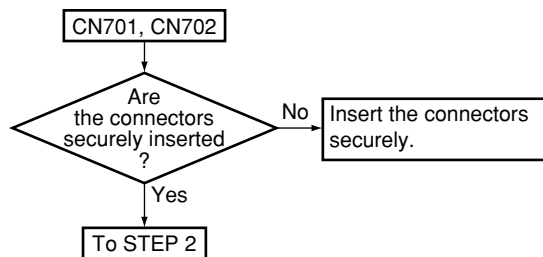 CN701, CN702
Are
the connectors
securely inserted
?
No
Insert the connectors
securely.
Yes
To STEP 2